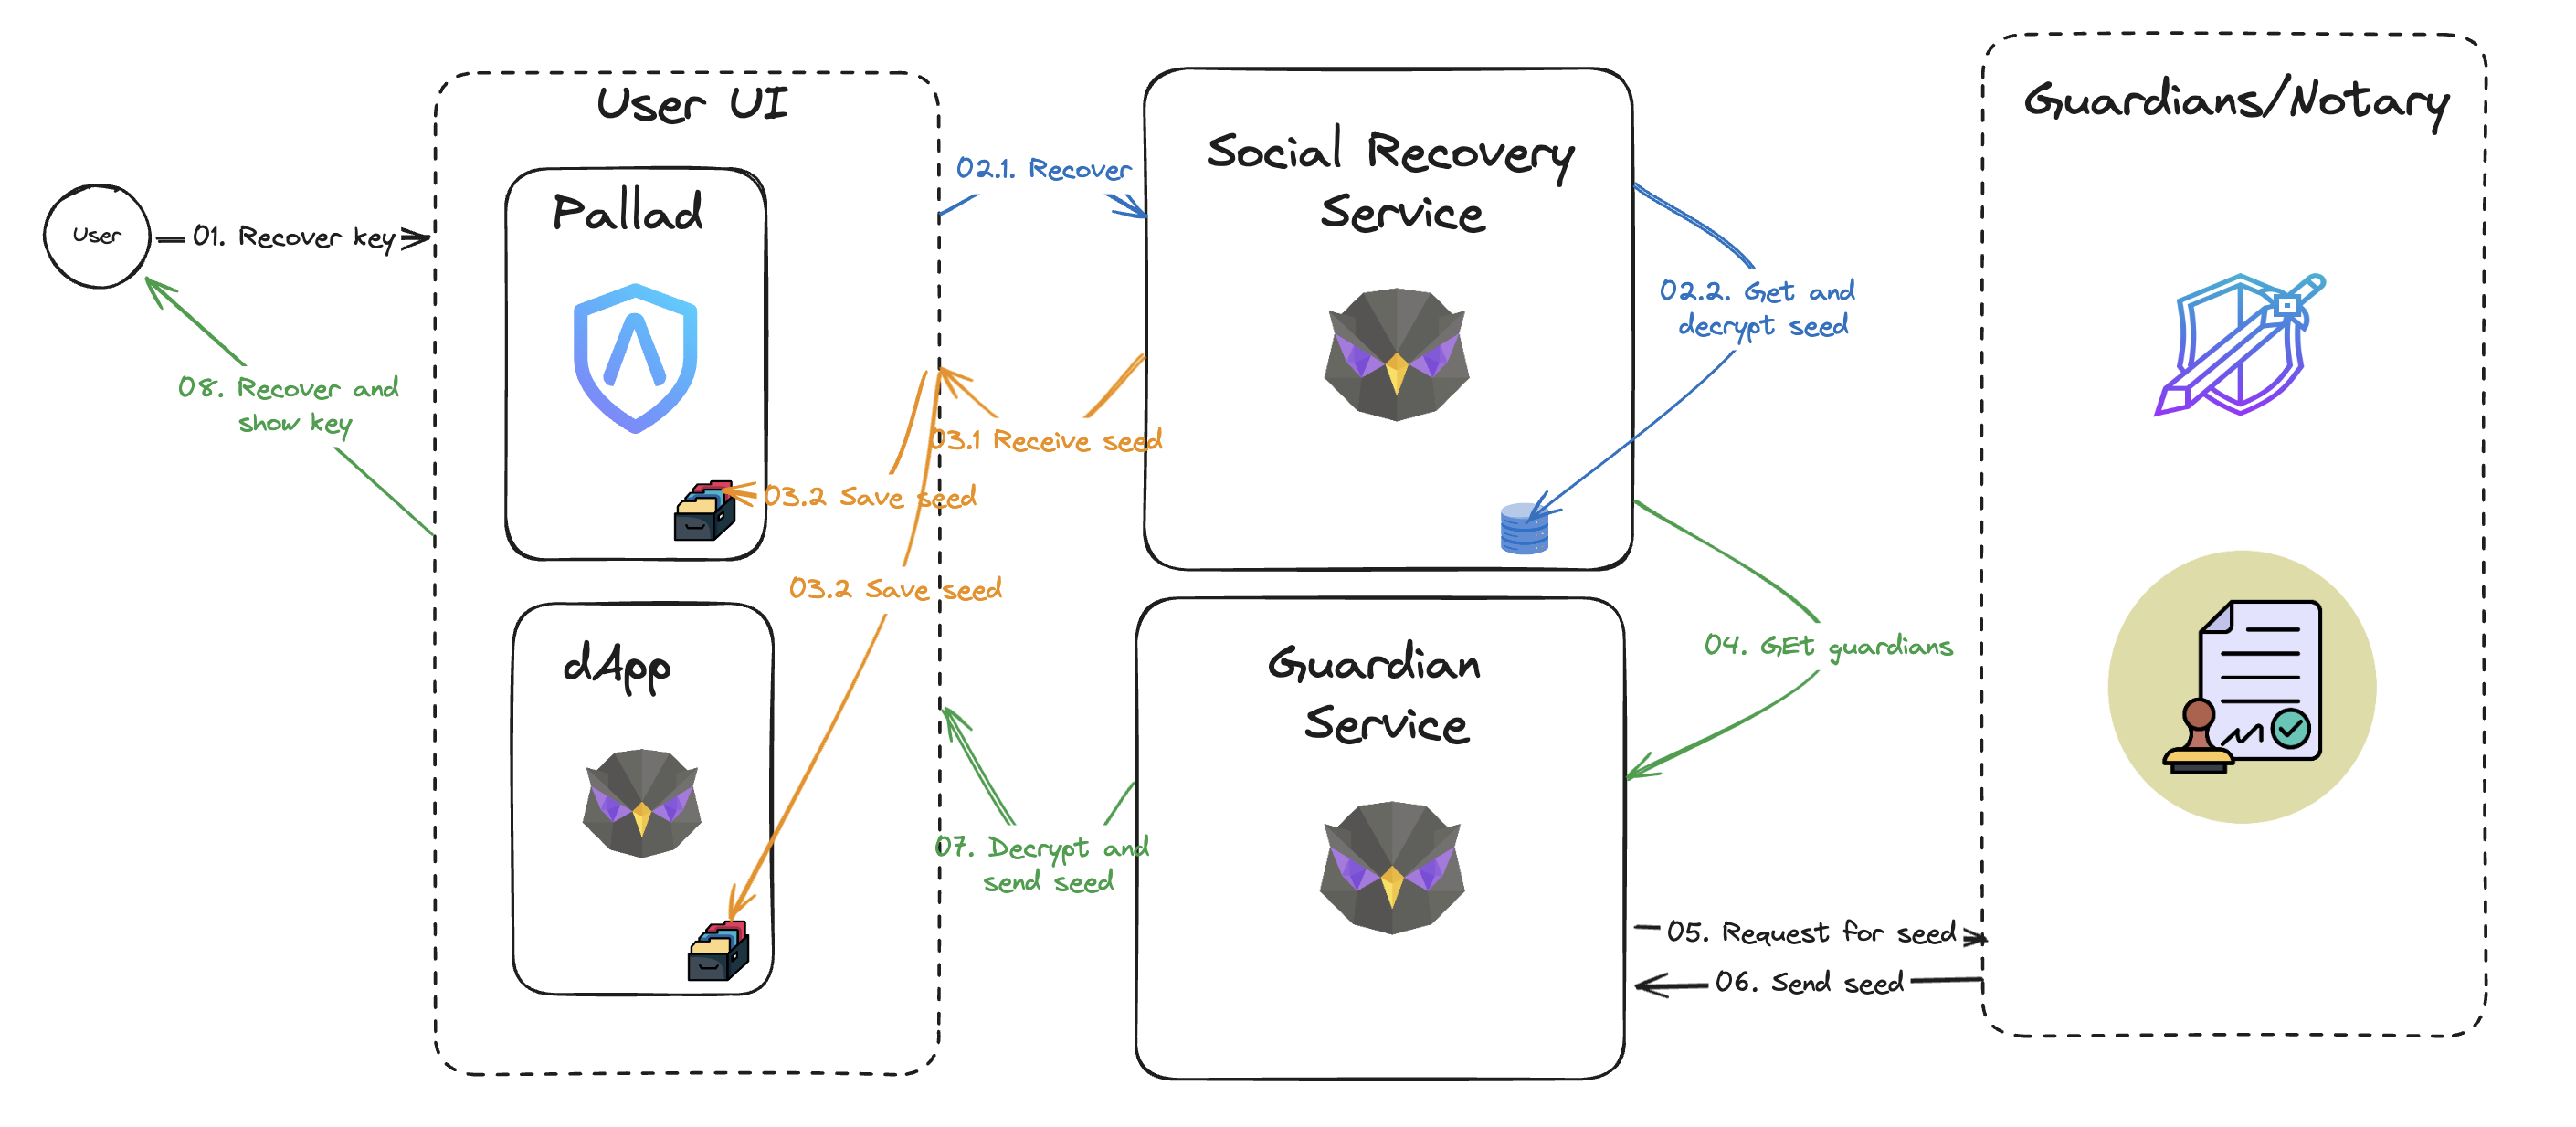 User UI
Guardians/Notary
Social Recovery
Service
02.1. Recover
Pallad
User
01. Recover key
02.2. Get and
decrypt seed
08. Recover and
show key
03.1 Receive seed
03.2 Save seed
03.2 Save seed
dApp
Guardian
Service
04. GEt guardians
07. Decrypt and
send seed
05. Request for seed
06. Send seed